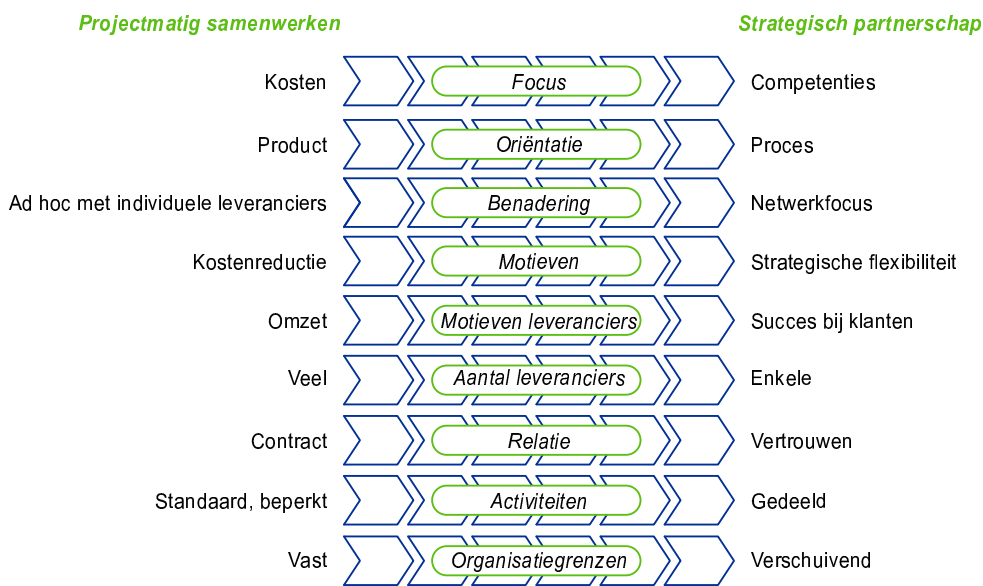 Projectmatig samenwerken Strategisch partnerschap
Kosten Focus Competenties
Product Oriëntatie Proces
Ad hoc met individuele leveranciers Benadering Netwerkfocus
Kostenreductie Motieven Strategische flexibiliteit
Omzet Motieven leveranciers Succes bij klanten
Veel Aantal leveranciers Enkele
Contract Relatie Vertrouwen
Standaard, beperkt Activiteiten Gedeeld
Vast Organisatiegrenzen Verschuivend